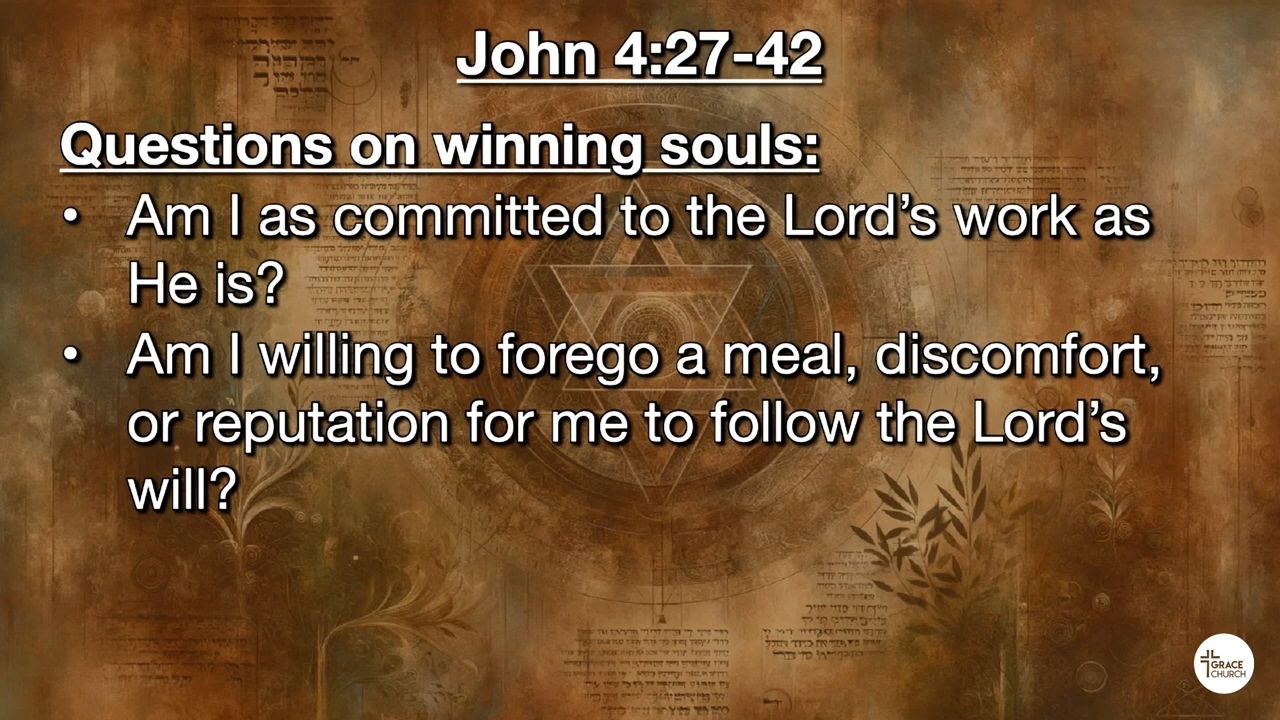 John 4:27-42
Questions on winning souls:
• Am I as committed to the Lord’s work as
He is?
• Am I willing to forego a meal, discomfort,
or reputation for me to follow the Lord’s
will?
GRACE
CHURCH